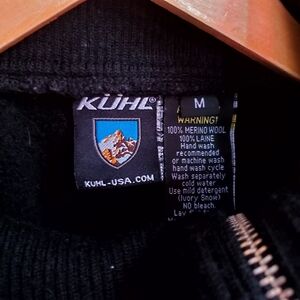 KÜHL®
KUHL-USA.COM
M
WARNING!
100% MERINO WOOL
100% LAINE
Hand wash
recommended
or machine wash
hand wash cycle
Wash separately
cold water
Use mild detergent
(Ivory Snow)
NO bleach
Lay